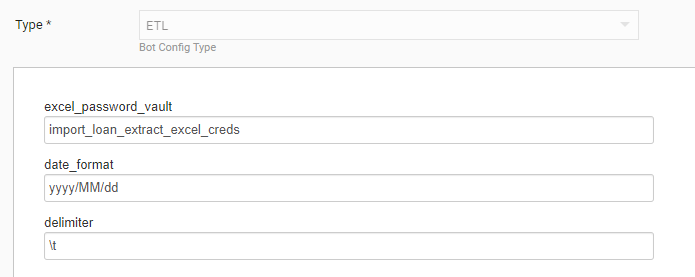 Type *
ETL
Bot Config Type
excel_password_vault
import_loan_extract_excel_creds
date_format
yyyy/MM/dd
delimiter
\t